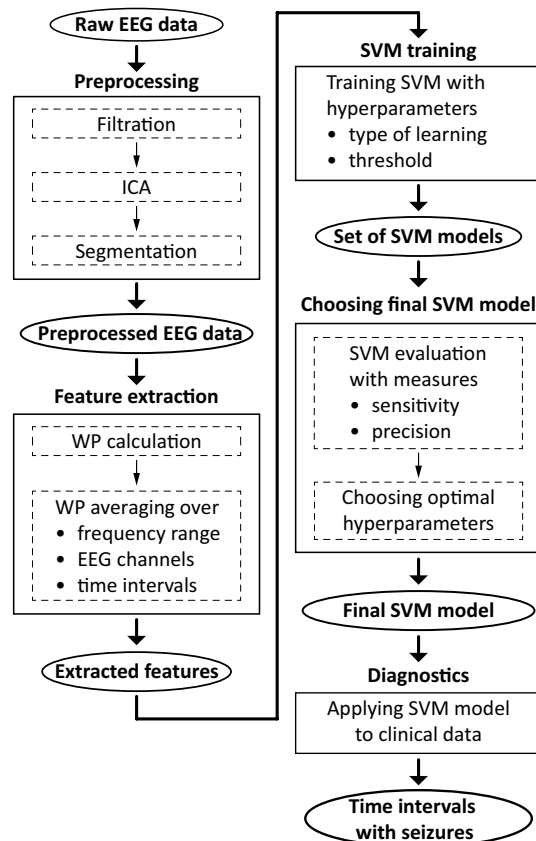 Raw EEG data
Preprocessing
Filtration
ICA
Segmentation
Preprocessed EEG data
Feature extraction
WP calculation
WP averaging over
• frequency range
• EEG channels
• time intervals
Extracted features
SVM training
Training SVM with
hyperparameters
• type of learning
• threshold
Set of SVM models
Choosing final SVM model
SVM evaluation
with measures
• sensitivity
• precision
Choosing optimal
hyperparameters
Final SVM model
Diagnostics
Applying SVM model
to clinical data
Time intervals
with seizures